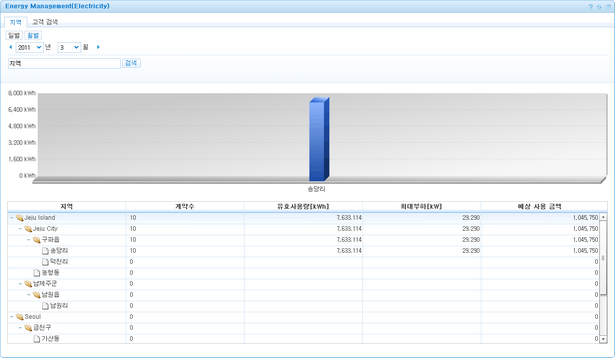 Energy Management(Electricity)
지역 고객 검색
일별 월별
2011 년 3 월
지역 검색
8,000 kWh
6,400 kWh
4,800 kWh
3,200 kWh
1,600 kWh
0 kWh
송당리
지역 계약수 유효사용량[kWh] 최대부하[kW] 예상 사용 금액
Jeju Island 10 7,633.114 29.290 1,045,750
Jeju City 10 7,633.114 29.290 1,045,750
구좌읍 10 7,633.114 29.290 1,045,750
송당리 10 7,633.114 29.290 1,045,750
덕천리 0 0
노형동 0 0
남제주군 0 0
남원읍 0 0
남원리 0 0
Seoul 0 0
금천구 0 0
가산동 0 0